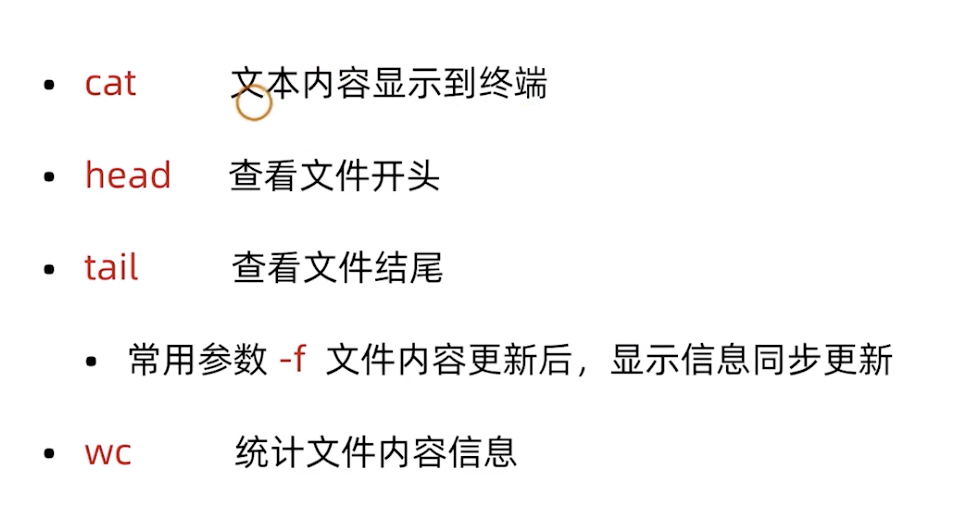 • cat 文本内容显示到终端
• head 查看文件开头
• tail 查看文件结尾
• 常用参数 -f 文件内容更新后，显示信息同步更新
• wc 统计文件内容信息